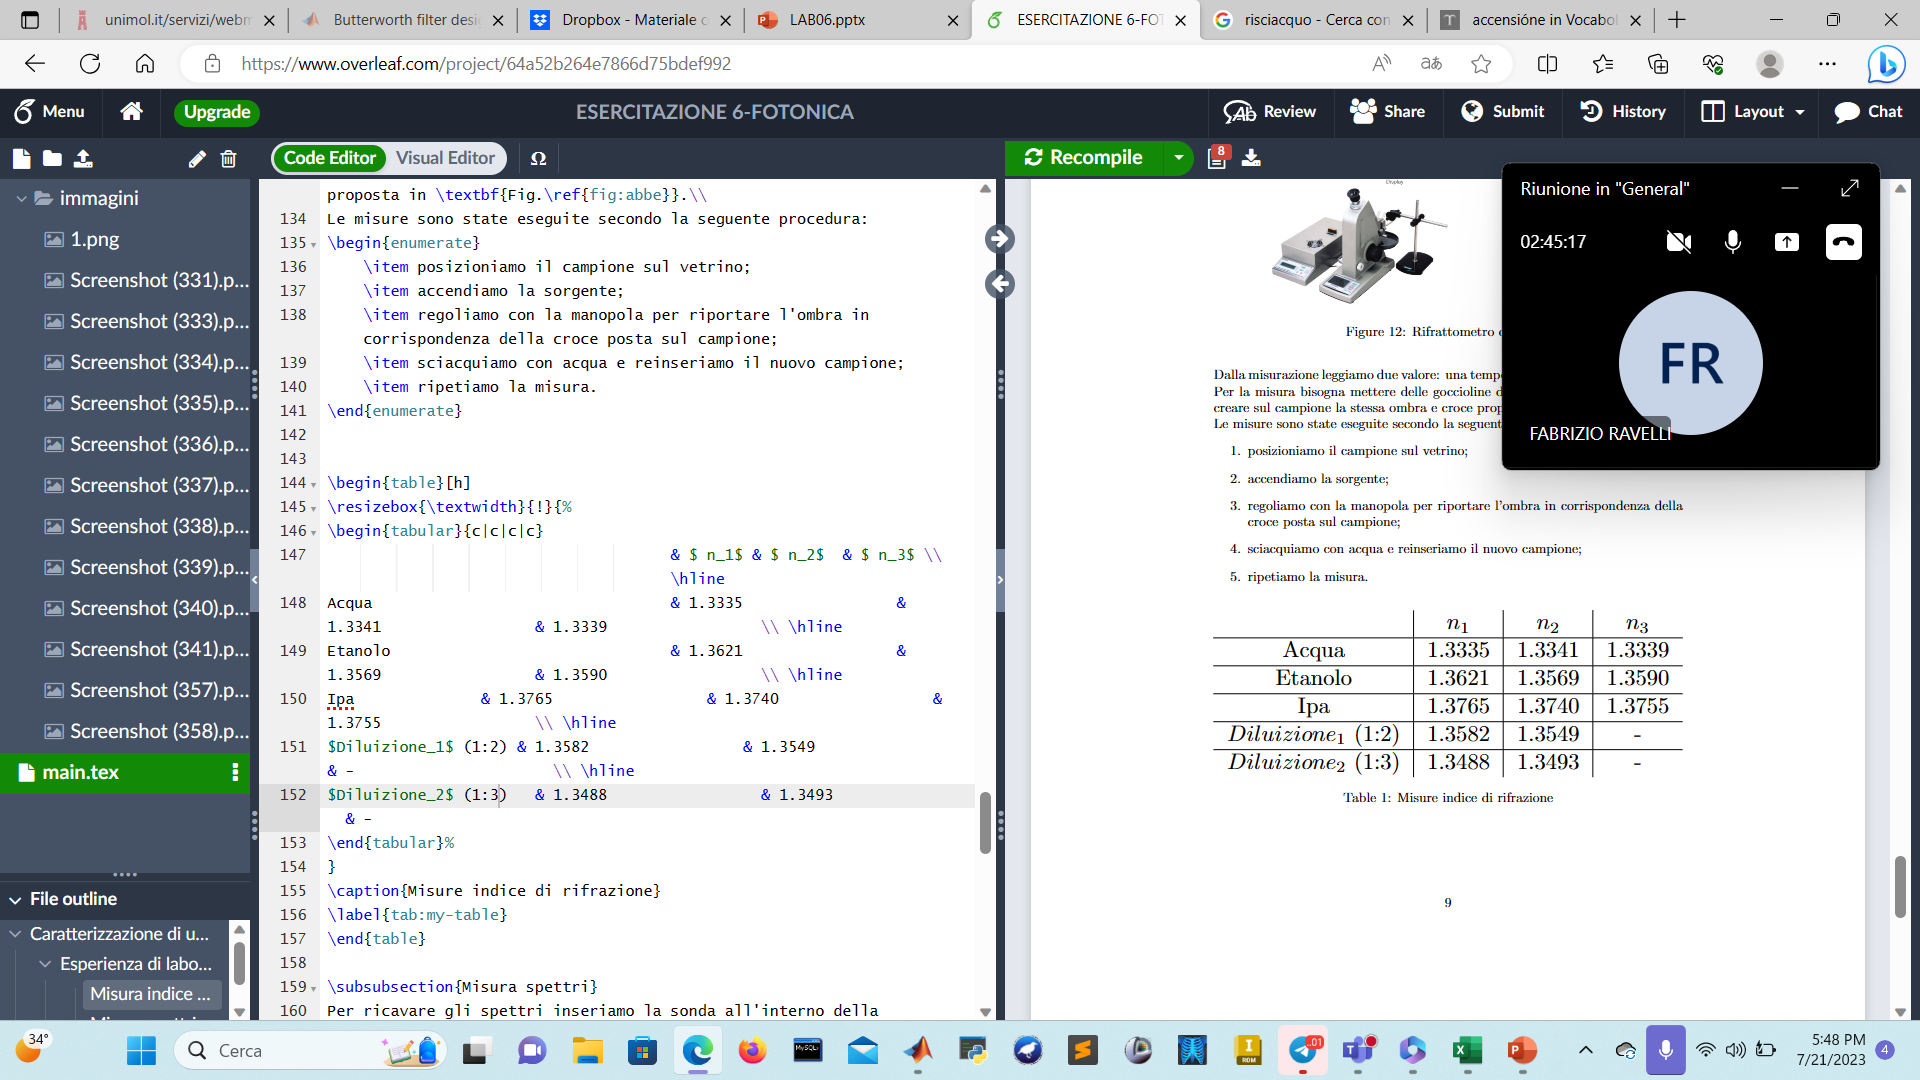 unimol.it/servizi/webm
Butterworth filter desi
Dropbox - Materiale c
LAB06.pptx
ESERCITAZIONE 6-FOT
risciacquo - Cerca con
accensióne in Vocabol
https://www.overleaf.com/project/64a52b264e7866d75bdef992
Menu
Upgrade
ESERCITAZIONE 6-FOTONICA
Review
Share
Submit
History
Layout
Chat
Code Editor
Visual Editor
Ω
Recompile
8
immagini
1.png
Screenshot (331).p...
Screenshot (333).p...
Screenshot (334).p...
Screenshot (335).p...
Screenshot (336).p...
Screenshot (337).p...
Screenshot (338).p...
Screenshot (339).p...
Screenshot (340).p...
Screenshot (341).p...
Screenshot (357).p...
Screenshot (358).p...
main.tex
File outline
Caratterizzazione di u...
Esperienza di labo...
Misura indice ...
proposta in \textbf{Fig.\ref{fig:abbe}}.\\
134 Le misure sono state eseguite secondo la seguente procedura:
135 \begin{enumerate}
136 \item posizioniamo il campione sul vetrino;
137 \item accendiamo la sorgente;
138 \item regoliamo con la manopola per riportare l'ombra in
corrispondenza della croce posta sul campione;
139 \item sciacquiamo con acqua e reinseriamo il nuovo campione;
140 \item ripetiamo la misura.
141 \end{enumerate}
142
143
144 \begin{table}[h]
145 \resizebox{\textwidth}{!}{%
146 \begin{tabular}{c|c|c|c}
147 & $ n_1$ & $ n_2$ & $ n_3$ \\
\hline
148 Acqua & 1.3335 &
1.3341 & 1.3339 \\ \hline
149 Etanolo & 1.3621 &
1.3569 & 1.3590 \\ \hline
150 Ipa & 1.3765 & 1.3740 &
1.3755 \\ \hline
151 $Diluizione_1$ (1:2) & 1.3582 & 1.3549
& - \\ \hline
152 $Diluizione_2$ (1:3) & 1.3488 & 1.3493
& -
153 \end{tabular}%
154 }
155 \caption{Misure indice di rifrazione}
156 \label{tab:my-table}
157 \end{table}
158
159 \subsubsection{Misura spettri}
160 Per ricavare gli spettri inseriamo la sonda all'interno della
Display
Figure 12: Rifrattometro
Dalla misurazione leggiamo due valore: una temp
Per la misura bisogna mettere delle goccioline d
creare sul campione la stessa ombra e croce prop
Le misure sono state eseguite secondo la seguent
1. posizioniamo il campione sul vetrino;
2. accendiamo la sorgente;
3. regoliamo con la manopola per riportare l'ombra in corrispondenza della
croce posta sul campione;
4. sciacquiamo con acqua e reinseriamo il nuovo campione;
5. ripetiamo la misura.
n1 n2 n3
Acqua 1.3335 1.3341 1.3339
Etanolo 1.3621 1.3569 1.3590
Ipa 1.3765 1.3740 1.3755
Diluizione1 (1:2) 1.3582 1.3549 -
Diluizione2 (1:3) 1.3488 1.3493 -
Table 1: Misure indice di rifrazione
9
Riunione in "General"
02:45:17
FR
FABRIZIO RAVELLI
34°
Cerca
5:48 PM
7/21/2023
4